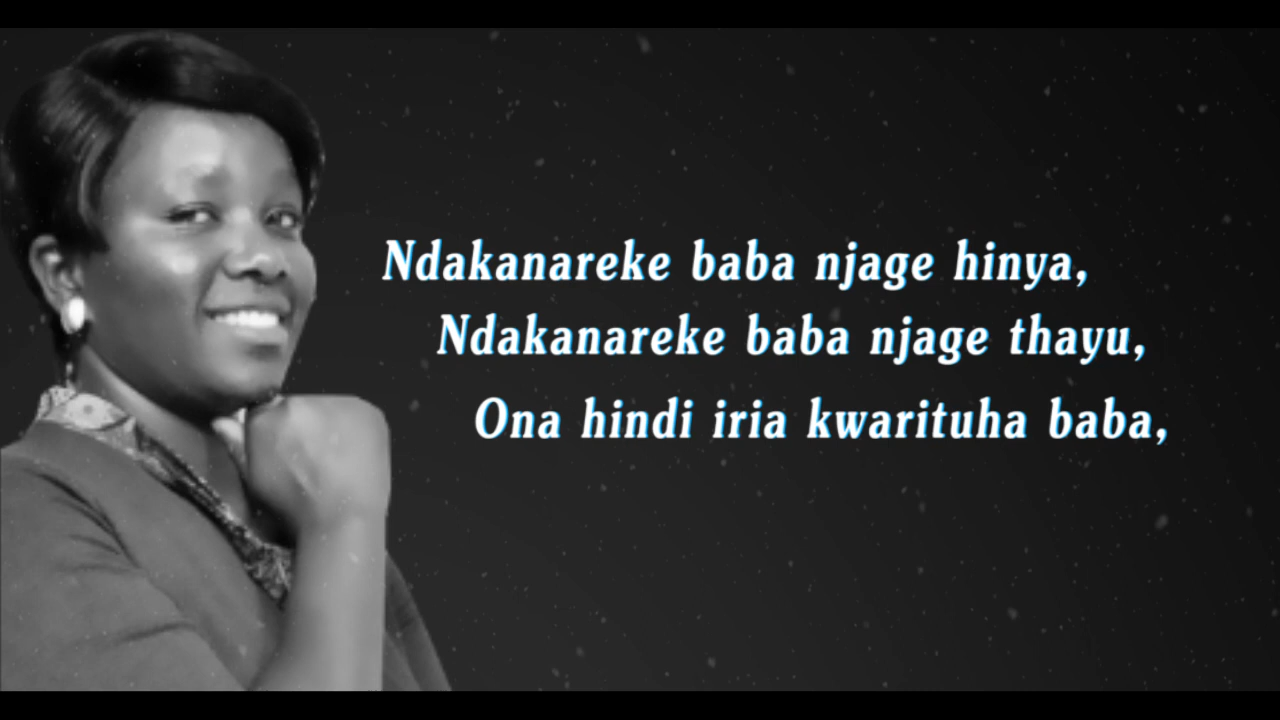 Ndakanareke baba njage hinya,
Ndakanareke baba njage thayu,
Ona hindi iria kwarituha baba,